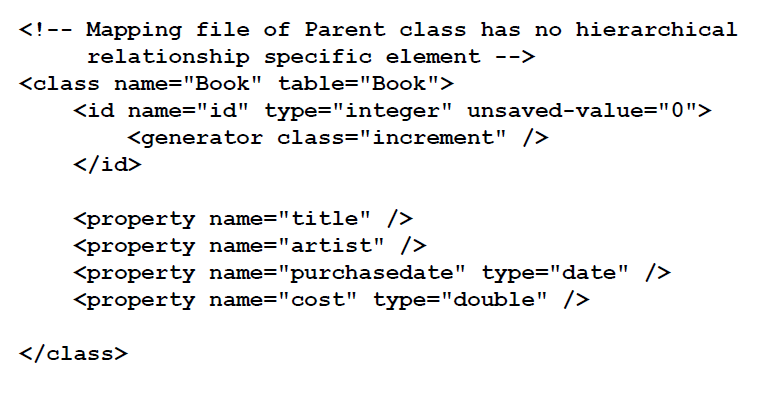 <!-- Mapping file of Parent class has no hierarchical
     relationship specific element -->
<class name="Book" table="Book">
    <id name="id" type="integer" unsaved-value="0">
        <generator class="increment" />
    </id>

    <property name="title" />
    <property name="artist" />
    <property name="purchasedate" type="date" />
    <property name="cost" type="double" />

</class>